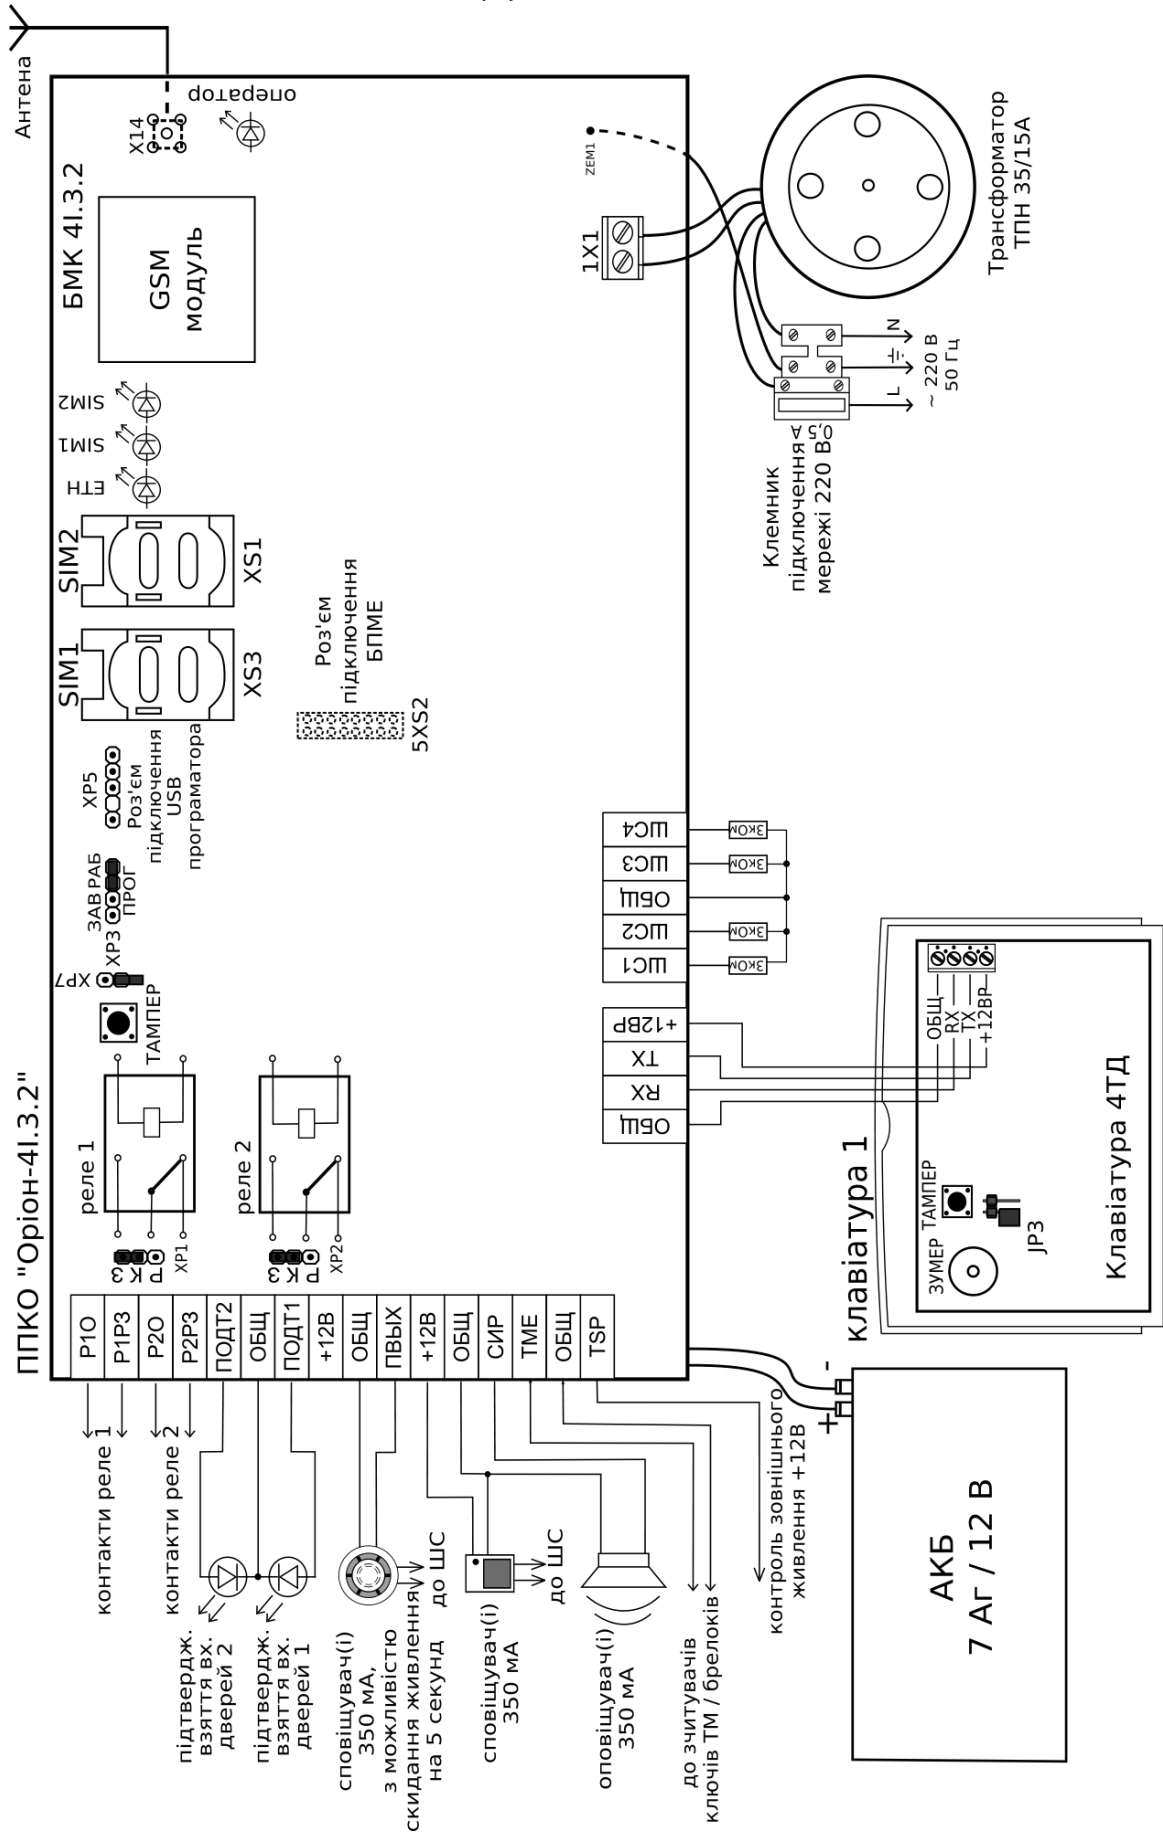 ППКО "Оріон-4І.3.2"
БМК 4І.3.2
Антена
X14
оператор
GSM
модуль
SIM2
SIM1
ETH
SIM2
XS1
SIM1
XS3
XP5
Роз'єм
підключення
USB
програматора
ЗАВ РАБ
XP3
ПРОГ
XP7
ТАМПЕР
реле 1
З К Р
XP1
реле 2
З К Р
XP2
Роз'єм
підключення
БПМЕ
5XS2
ZEM1
1X1
Трансформатор
ТПН 35/15А
N
L
~ 220 В
50 Гц
0,5 А
Клемник
підключення
мережі 220 В
ШС4
ШС3
ОБЩ
ШС2
ШС1
3кОм
3кОм
3кОм
3кОм
+12ВР
TX
RX
ОБЩ
клавіатура 1
ОБЩ
RX
TX
+12ВР
ЗУМЕР
ТАМПЕР
JP3
Клавіатура 4ТД
Р1О
Р1РЗ
Р2О
Р2РЗ
ПОДТ2
ОБЩ
ПОДТ1
+12В
ОБЩ
ПВЫХ
+12В
ОБЩ
СИР
ТМЕ
ОБЩ
TSP
контакти реле 1
контакти реле 2
підтвердж.
взяття вх.
дверей 2
підтвердж.
взяття вх.
дверей 1
сповіщувач(і)
350 мА,
з можливістю
скидання живлення
на 5 секунд
до ШС
сповіщувач(і)
350 мА
до ШС
оповіщувач(і)
350 мА
до зчитувачів
ключів ТМ / брелоків
контроль зовнішнього
живлення +12В
+ -
АКБ
7 Аг / 12 В